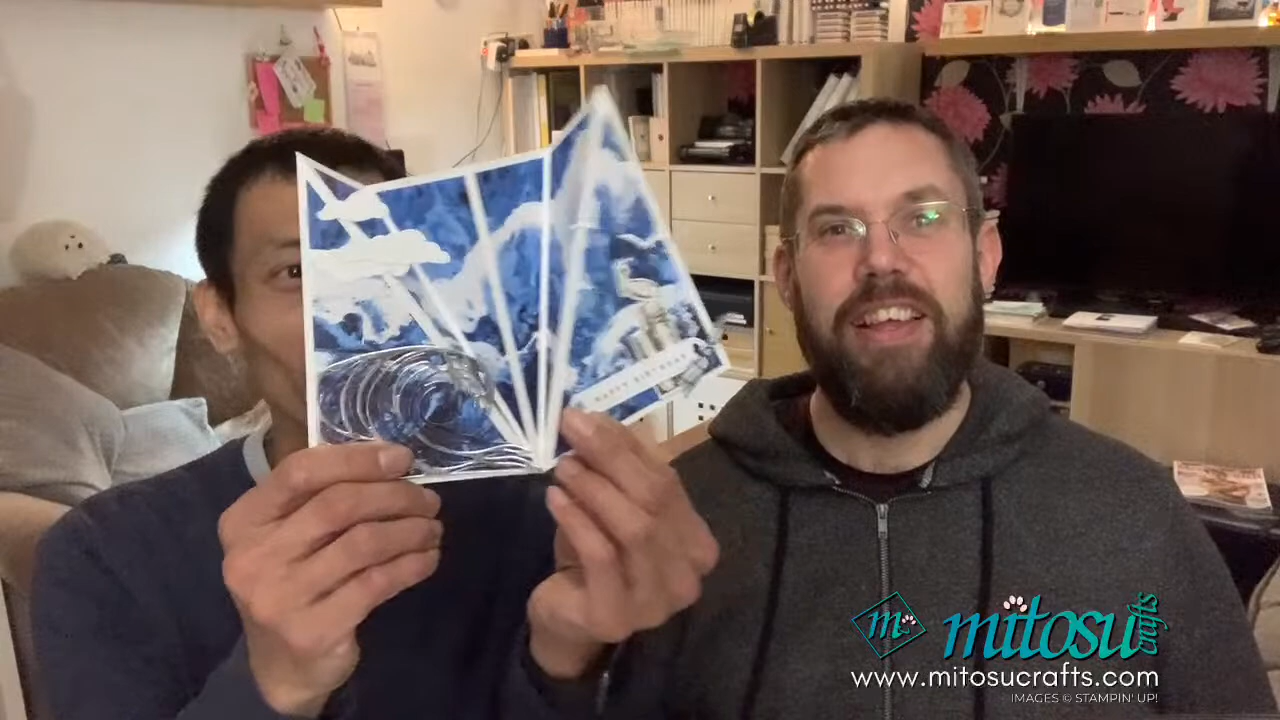 HAPPY BIRTHDAY
m
mitosu
crafts
www.mitosucrafts.com
IMAGES © STAMPIN' UP!